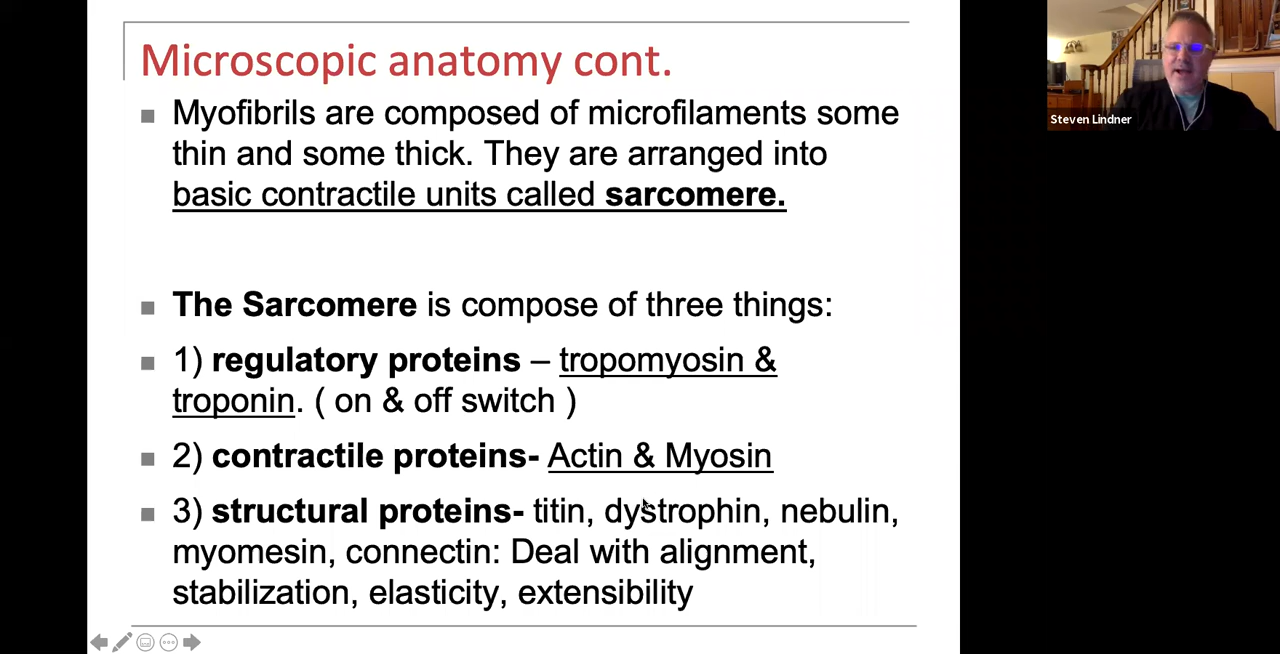 Microscopic anatomy cont.
Myofibrils are composed of microfilaments some
thin and some thick. They are arranged into
basic contractile units called sarcomere.
The Sarcomere is compose of three things:
1) regulatory proteins – tropomyosin &
troponin. ( on & off switch )
2) contractile proteins- Actin & Myosin
3) structural proteins- titin, dystrophin, nebulin,
myomesin, connectin: Deal with alignment,
stabilization, elasticity, extensibility
Steven Lindner